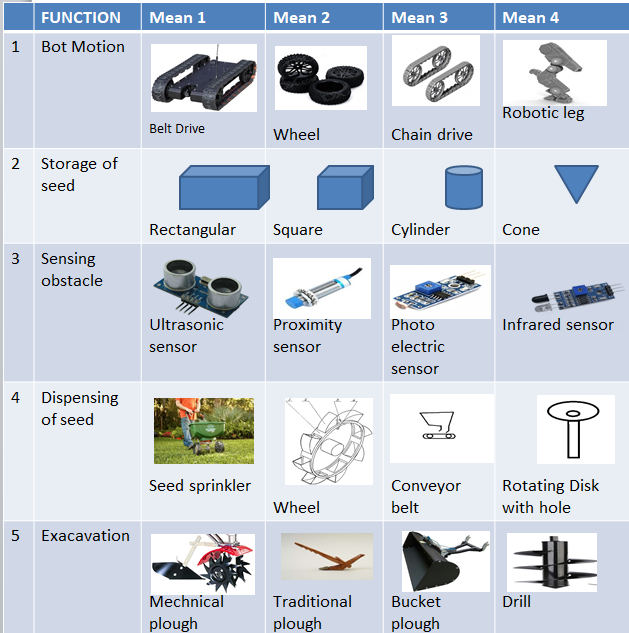 FUNCTION Mean 1 Mean 2 Mean 3 Mean 4
1 Bot Motion
Belt Drive Wheel Chain drive Robotic leg
2 Storage of
seed
Rectangular Square Cylinder Cone
3 Sensing
obstacle
Ultrasonic Proximity Photo Infrared sensor
sensor sensor electric
sensor
4 Dispensing
of seed
Seed sprinkler Wheel Conveyor Rotating Disk
belt with hole
5 Exacavation
Mechnical Traditional Bucket Drill
plough plough plough